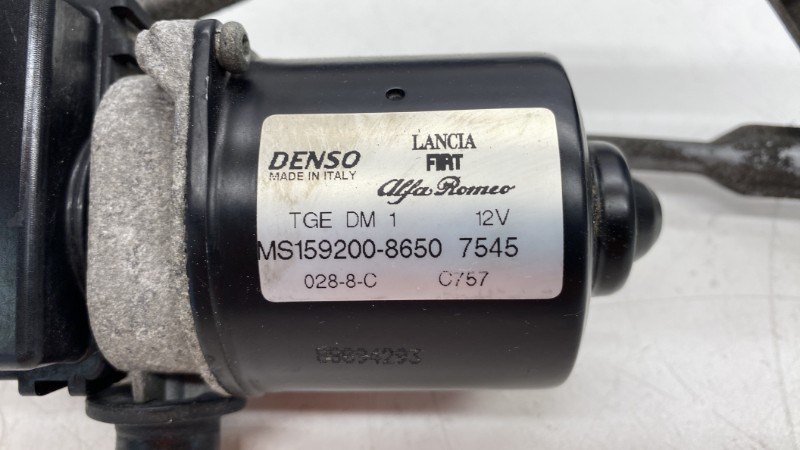 DENSO
MADE IN ITALY
LANCIA
FIAT
Alfa Romeo
TGE DM 1 12V
MS159200-8650 7545
028-8-C C757